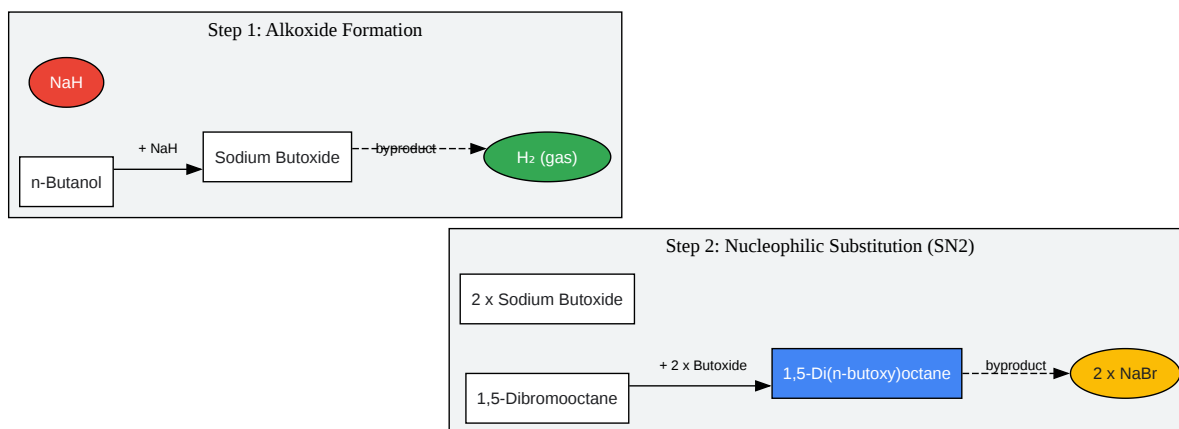 Step 1: Alkoxide Formation
NaH
n-Butanol
+ NaH
Sodium Butoxide
byproduct
H₂ (gas)
Step 2: Nucleophilic Substitution (SN2)
2 x Sodium Butoxide
1,5-Dibromooctane
+ 2 x Butoxide
1,5-Di(n-butoxy)octane
byproduct
2 x NaBr